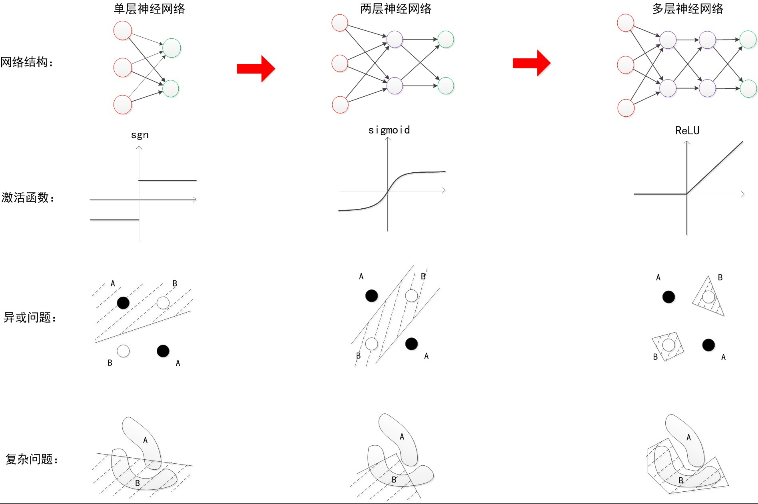 单层神经网络 两层神经网络 多层神经网络
网络结构：
sgn sigmoid ReLU
激活函数：
A B A B A B
异或问题：
B A B A B A
A A A
复杂问题：
B B B